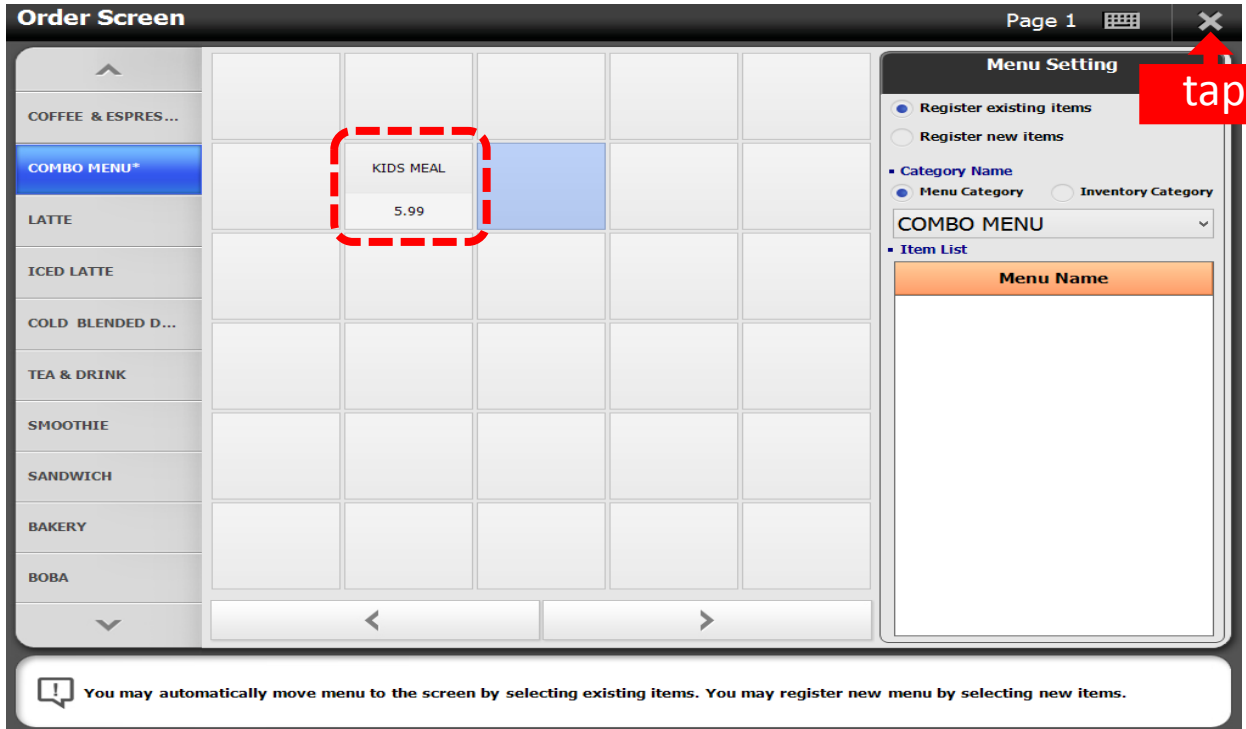 Order Screen
Page 1
tap
COFFEE & ESPRES...
COMBO MENU*
LATTE
ICED LATTE
COLD BLENDED D...
TEA & DRINK
SMOOTHIE
SANDWICH
BAKERY
BOBA
KIDS MEAL
5.99
Menu Setting
Register existing items
Register new items
Category Name
Menu Category Inventory Category
COMBO MENU
Item List
Menu Name
You may automatically move menu to the screen by selecting existing items. You may register new menu by selecting new items.